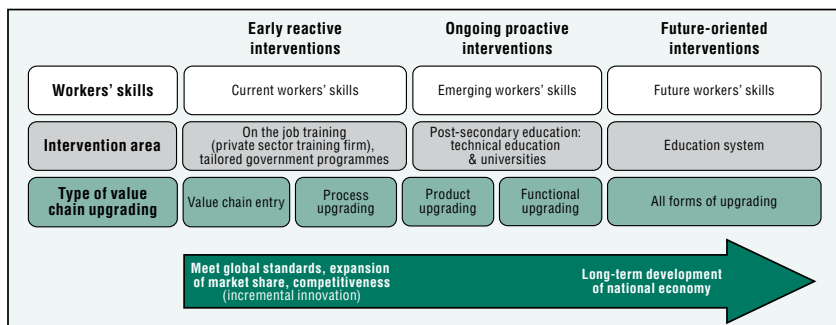 Early reactive
interventions
Ongoing proactive
interventions
Future-oriented
interventions
Workers’ skills
Current workers’ skills
Emerging workers’ skills
Future workers’ skills
Intervention area
On the job training
(private sector training firm),
tailored government programmes
Post-secondary education:
technical education
& universities
Education system
Type of value
chain upgrading
Value chain entry
Process
upgrading
Product
upgrading
Functional
upgrading
All forms of upgrading
Meet global standards, expansion
of market share, competitiveness
(incremental innovation)
Long-term development
of national economy